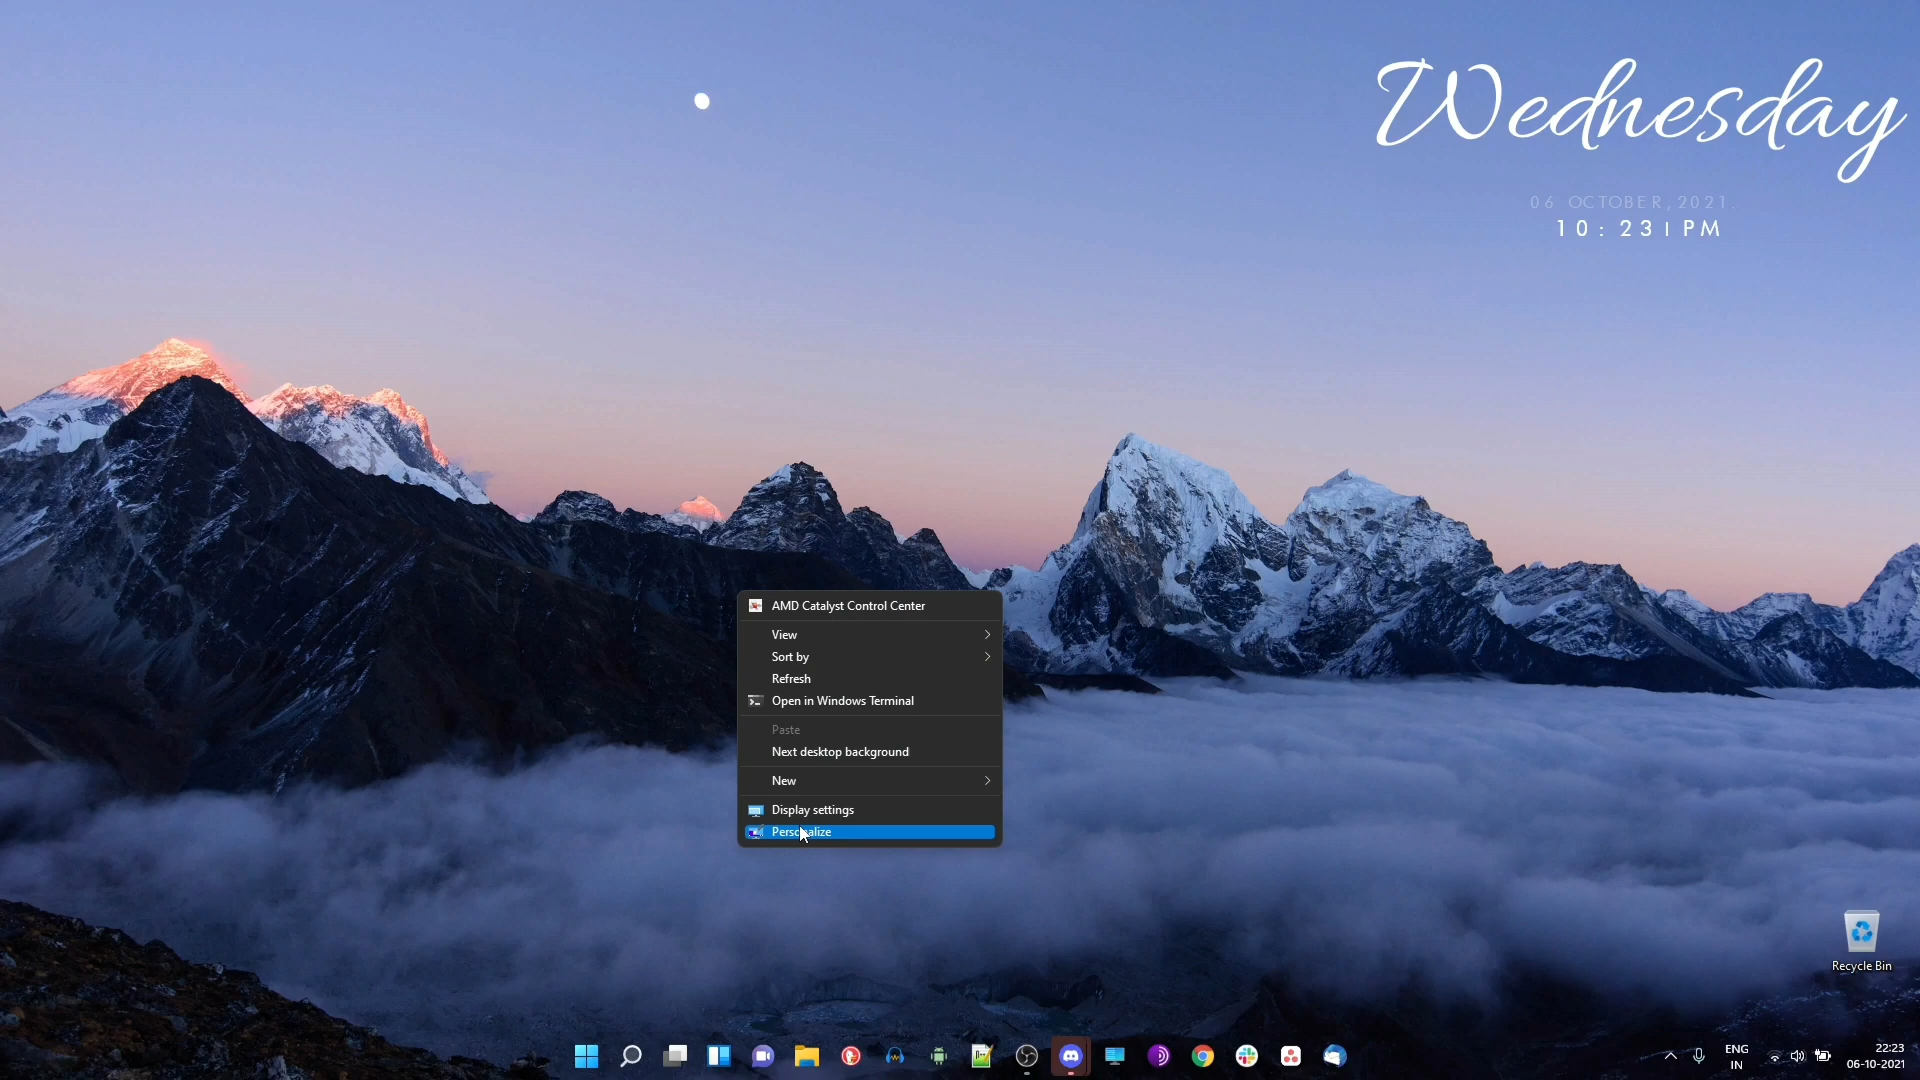 Wednesday
06 OCTOBER, 2021.
10: 23|PM
AMD Catalyst Control Center
View
Sort by
Refresh
Open in Windows Terminal
Paste
Next desktop background
New
Display settings
Personalize
Recycle Bin
ENG
IN
22:23
06-10-2021